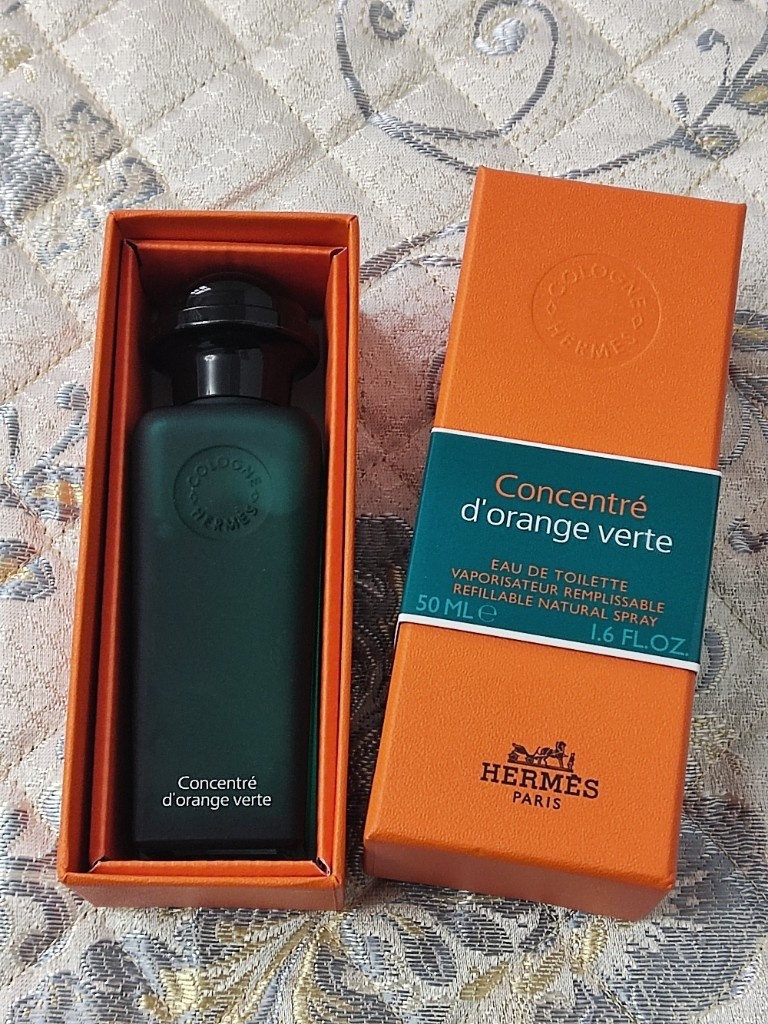 COLOGNE
HERMÈS
Concentré
d'orange verte
COLOGNE
HERMÈS
Concentré
d'orange verte
EAU DE TOILETTE
VAPORISATEUR REMPLISSABLE
REFILLABLE NATURAL SPRAY
50 ML ℮
1.6 FL.OZ.
HERMÈS
PARIS